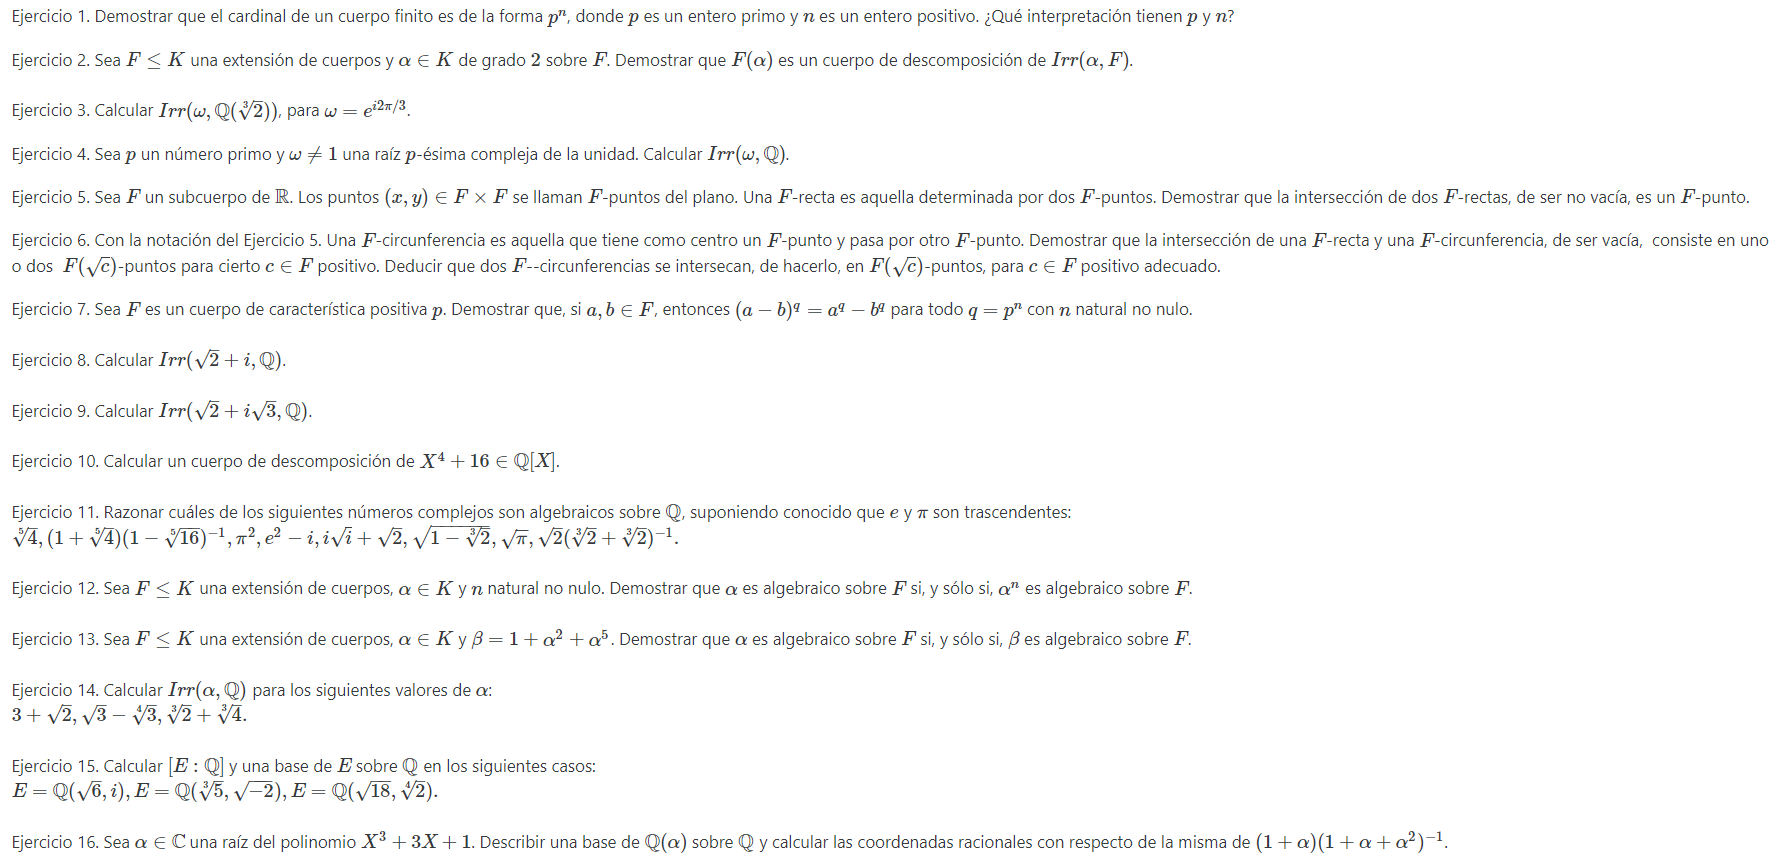 Ejercicio 1. Demostrar que el cardinal de un cuerpo finito es de la forma $p^n$, donde $p$ es un entero primo y $n$ es un entero positivo. ¿Qué interpretación tienen $p$ y $n$?
Ejercicio 2. Sea $F \leq K$ una extensión de cuerpos y $\alpha \in K$ de grado $2$ sobre $F$. Demostrar que $F(\alpha)$ es un cuerpo de descomposición de $Irr(\alpha, F)$.
Ejercicio 3. Calcular $Irr(\omega, \mathbb{Q}(\sqrt[3]{2}))$, para $\omega = e^{i2\pi/3}$.
Ejercicio 4. Sea $p$ un número primo y $\omega \neq 1$ una raíz $p$-ésima compleja de la unidad. Calcular $Irr(\omega, \mathbb{Q})$.
Ejercicio 5. Sea $F$ un subcuerpo de $\mathbb{R}$. Los puntos $(x, y) \in F \times F$ se llaman $F$-puntos del plano. Una $F$-recta es aquella determinada por dos $F$-puntos. Demostrar que la intersección de dos $F$-rectas, de ser no vacía, es un $F$-punto.
Ejercicio 6. Con la notación del Ejercicio 5. Una $F$-circunferencia es aquella que tiene como centro un $F$-punto y pasa por otro $F$-punto. Demostrar que la intersección de una $F$-recta y una $F$-circunferencia, de ser vacía, consiste en uno
o dos $F(\sqrt{c})$-puntos para cierto $c \in F$ positivo. Deducir que dos $F$--circunferencias se intersecan, de hacerlo, en $F(\sqrt{c})$-puntos, para $c \in F$ positivo adecuado.
Ejercicio 7. Sea $F$ es un cuerpo de característica positiva $p$. Demostrar que, si $a, b \in F$, entonces $(a - b)^q = a^q - b^q$ para todo $q = p^n$ con $n$ natural no nulo.
Ejercicio 8. Calcular $Irr(\sqrt{2} + i, \mathbb{Q})$.
Ejercicio 9. Calcular $Irr(\sqrt{2} + i\sqrt{3}, \mathbb{Q})$.
Ejercicio 10. Calcular un cuerpo de descomposición de $X^4 + 16 \in \mathbb{Q}[X]$.
Ejercicio 11. Razonar cuáles de los siguientes números complejos son algebraicos sobre $\mathbb{Q}$, suponiendo conocido que $e$ y $\pi$ son trascendentes:
$\sqrt[5]{4}, (1 + \sqrt[5]{4})(1 - \sqrt[5]{16})^{-1}, \pi^2, e^2 - i, i\sqrt{i} + \sqrt{2}, \sqrt{1 - \sqrt[3]{2}}, \sqrt{\pi}, \sqrt{2}(\sqrt[3]{2} + \sqrt[3]{2})^{-1}$.
Ejercicio 12. Sea $F \leq K$ una extensión de cuerpos, $\alpha \in K$ y $n$ natural no nulo. Demostrar que $\alpha$ es algebraico sobre $F$ si, y sólo si, $\alpha^n$ es algebraico sobre $F$.
Ejercicio 13. Sea $F \leq K$ una extensión de cuerpos, $\alpha \in K$ y $\beta = 1 + \alpha^2 + \alpha^5$. Demostrar que $\alpha$ es algebraico sobre $F$ si, y sólo si, $\beta$ es algebraico sobre $F$.
Ejercicio 14. Calcular $Irr(\alpha, \mathbb{Q})$ para los siguientes valores de $\alpha$:
$3 + \sqrt{2}, \sqrt{3} - \sqrt[4]{3}, \sqrt[3]{2} + \sqrt[3]{4}$.
Ejercicio 15. Calcular $[E : \mathbb{Q}]$ y una base de $E$ sobre $\mathbb{Q}$ en los siguientes casos:
$E = \mathbb{Q}(\sqrt{6}, i), E = \mathbb{Q}(\sqrt[3]{5}, \sqrt{-2}), E = \mathbb{Q}(\sqrt{18}, \sqrt[4]{2})$.
Ejercicio 16. Sea $\alpha \in \mathbb{C}$ una raíz del polinomio $X^3 + 3X + 1$. Describir una base de $\mathbb{Q}(\alpha)$ sobre $\mathbb{Q}$ y calcular las coordenadas racionales con respecto de la misma de $(1 + \alpha)(1 + \alpha + \alpha^2)^{-1}$.